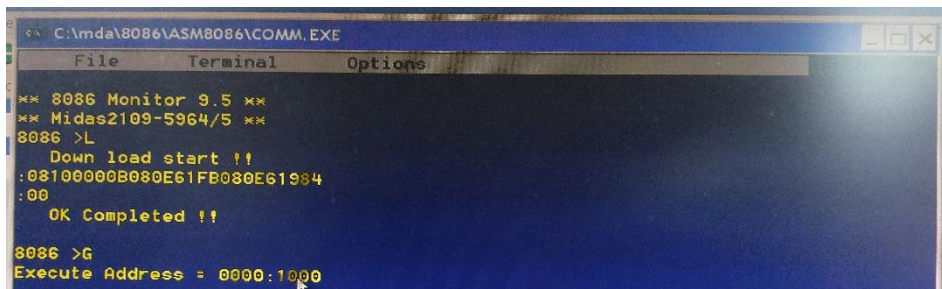 C:\mda\8086\ASM8086\COMM.EXE
File Terminal Options
** 8086 Monitor 9.5 **
** Midas2109-5964/5 **
8086 >L
Down load start !!
:08100000B080E61FB080E61984
:00
OK Completed !!
8086 >G
Execute Address = 0000:1000